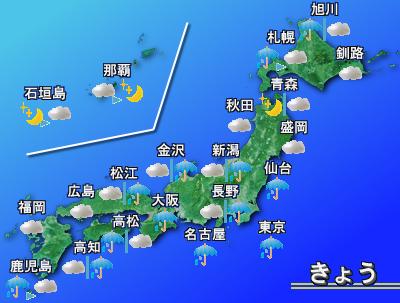 旭川
札幌
釧路
那覇
石垣島
青森
秋田
盛岡
金沢
新潟
松江
仙台
広島
長野
大阪
福岡
高松
東京
名古屋
高知
鹿児島
きょう